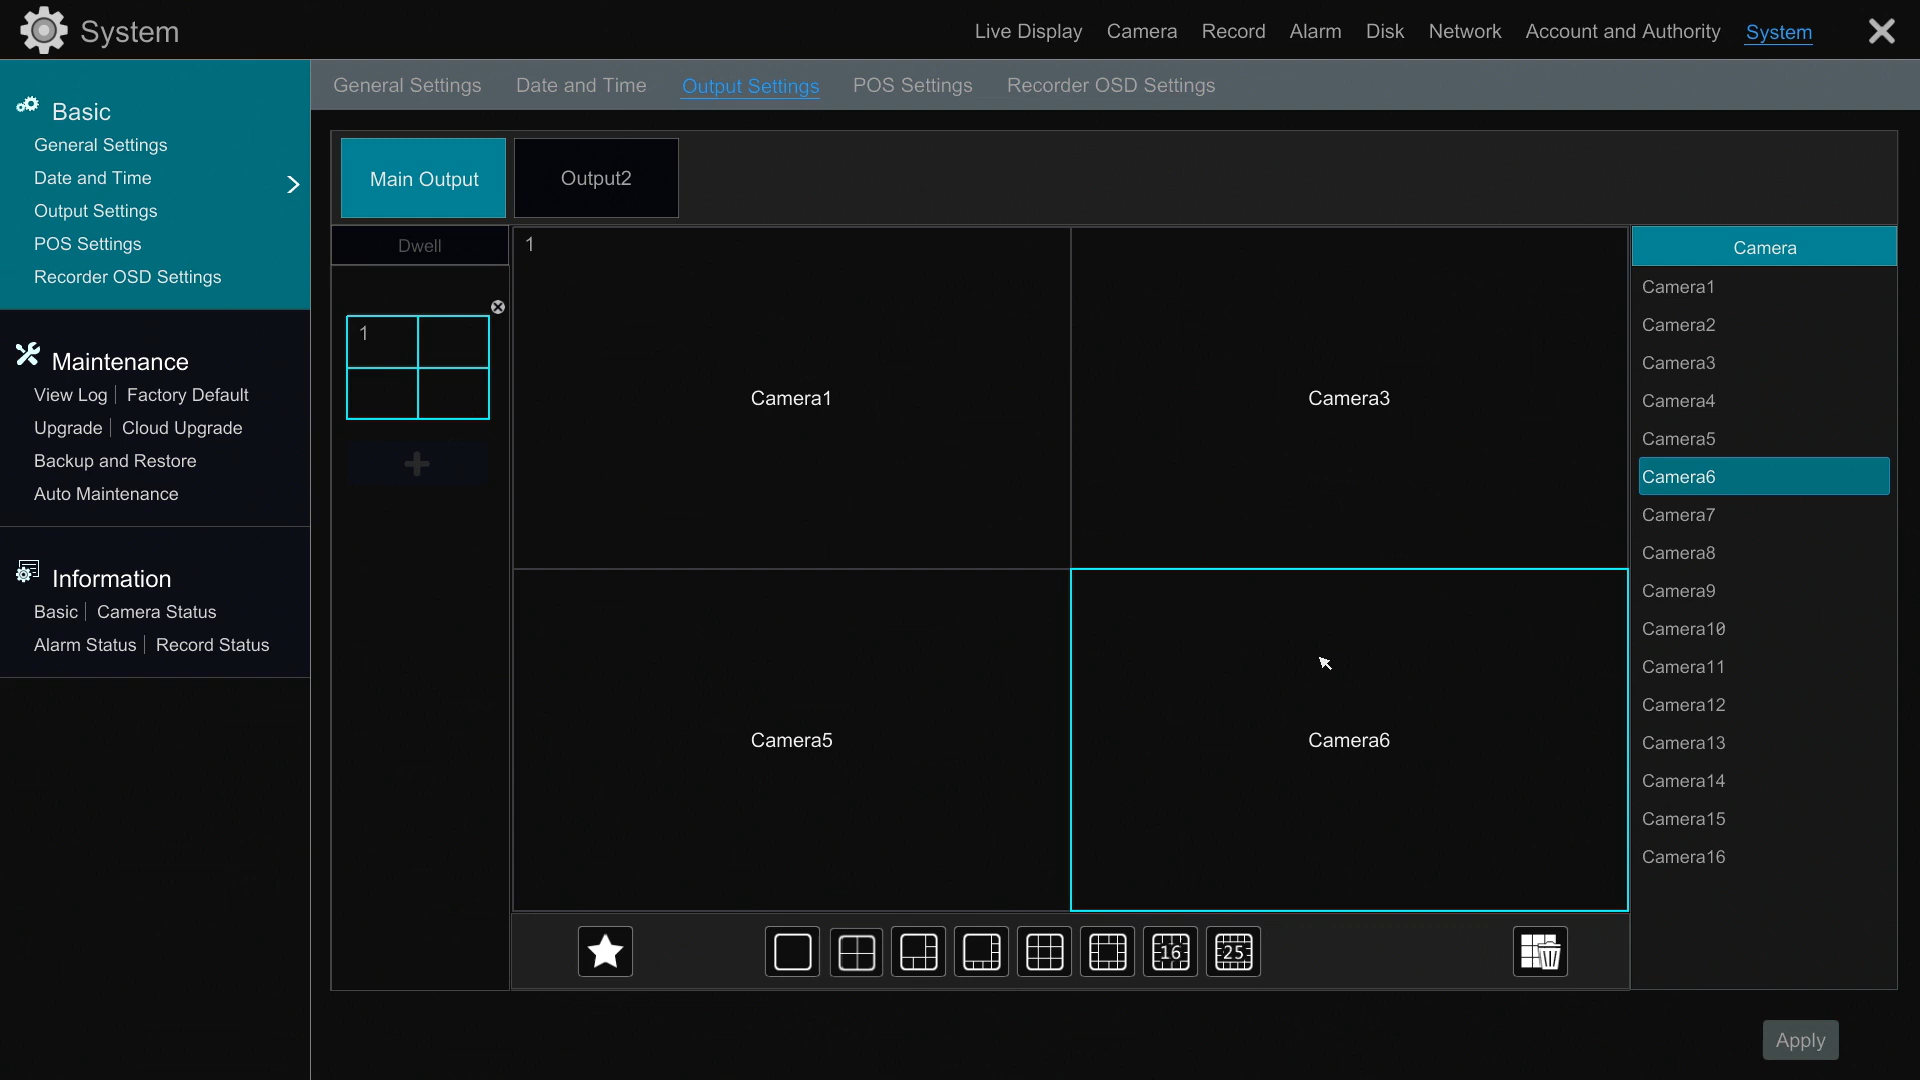 System
Live Display Camera Record Alarm Disk Network Account and Authority System
General Settings Date and Time Output Settings POS Settings Recorder OSD Settings
Basic
General Settings
Date and Time
Output Settings
POS Settings
Recorder OSD Settings
Maintenance
View Log Factory Default
Upgrade Cloud Upgrade
Backup and Restore
Auto Maintenance
Information
Basic Camera Status
Alarm Status Record Status
Main Output Output2
Dwell
1
1
Camera1
Camera3
Camera5
Camera6
16
25
Camera
Camera1
Camera2
Camera3
Camera4
Camera5
Camera6
Camera7
Camera8
Camera9
Camera10
Camera11
Camera12
Camera13
Camera14
Camera15
Camera16
Apply